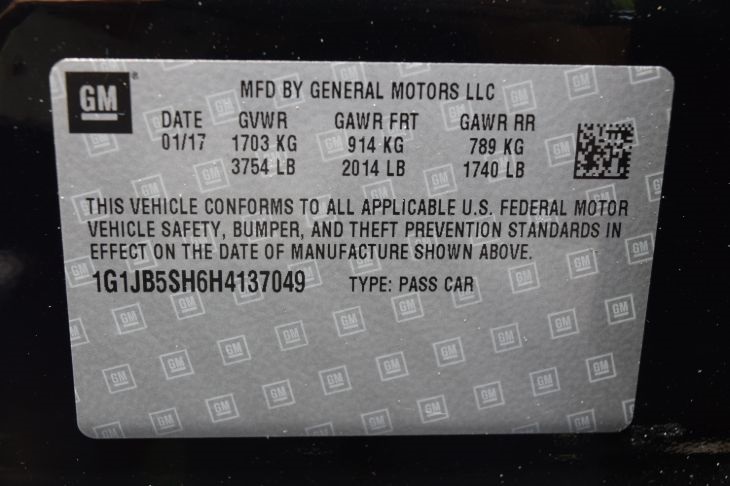 GM
MFD BY GENERAL MOTORS LLC
DATE GVWR GAWR FRT GAWR RR
01/17 1703 KG 914 KG 789 KG
3754 LB 2014 LB 1740 LB
THIS VEHICLE CONFORMS TO ALL APPLICABLE U.S. FEDERAL MOTOR
VEHICLE SAFETY, BUMPER, AND THEFT PREVENTION STANDARDS IN
EFFECT ON THE DATE OF MANUFACTURE SHOWN ABOVE.
1G1JB5SH6H4137049 TYPE: PASS CAR